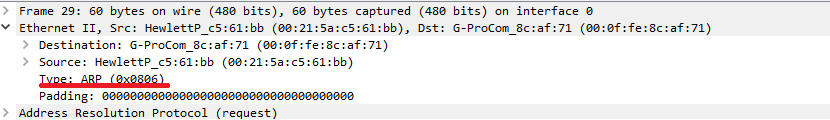 Frame 29: 60 bytes on wire (480 bits), 60 bytes captured (480 bits) on interface 0
Ethernet II, Src: HewlettP_c5:61:bb (00:21:5a:c5:61:bb), Dst: G-ProCom_8c:af:71 (00:0f:fe:8c:af:71)
Destination: G-ProCom_8c:af:71 (00:0f:fe:8c:af:71)
Source: HewlettP_c5:61:bb (00:21:5a:c5:61:bb)
Type: ARP (0x0806)
Padding: 000000000000000000000000000000000000
Address Resolution Protocol (request)